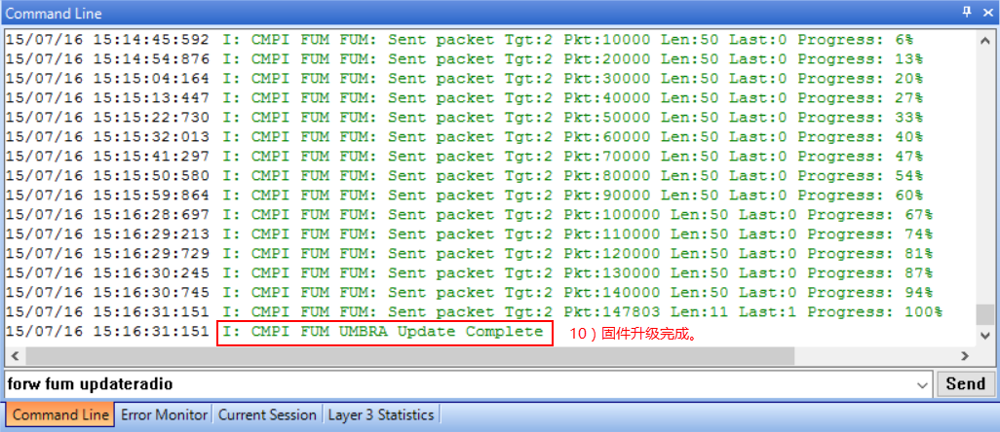 Command Line
15/07/16 15:14:45:592 I: CMPI FUM FUM: Sent packet Tgt:2 Pkt:10000 Len:50 Last:0 Progress: 6%
15/07/16 15:14:54:876 I: CMPI FUM FUM: Sent packet Tgt:2 Pkt:20000 Len:50 Last:0 Progress: 13%
15/07/16 15:15:04:164 I: CMPI FUM FUM: Sent packet Tgt:2 Pkt:30000 Len:50 Last:0 Progress: 20%
15/07/16 15:15:13:447 I: CMPI FUM FUM: Sent packet Tgt:2 Pkt:40000 Len:50 Last:0 Progress: 27%
15/07/16 15:15:22:730 I: CMPI FUM FUM: Sent packet Tgt:2 Pkt:50000 Len:50 Last:0 Progress: 33%
15/07/16 15:15:32:013 I: CMPI FUM FUM: Sent packet Tgt:2 Pkt:60000 Len:50 Last:0 Progress: 40%
15/07/16 15:15:41:297 I: CMPI FUM FUM: Sent packet Tgt:2 Pkt:70000 Len:50 Last:0 Progress: 47%
15/07/16 15:15:50:580 I: CMPI FUM FUM: Sent packet Tgt:2 Pkt:80000 Len:50 Last:0 Progress: 54%
15/07/16 15:15:59:864 I: CMPI FUM FUM: Sent packet Tgt:2 Pkt:90000 Len:50 Last:0 Progress: 60%
15/07/16 15:16:28:697 I: CMPI FUM FUM: Sent packet Tgt:2 Pkt:100000 Len:50 Last:0 Progress: 67%
15/07/16 15:16:29:213 I: CMPI FUM FUM: Sent packet Tgt:2 Pkt:110000 Len:50 Last:0 Progress: 74%
15/07/16 15:16:29:729 I: CMPI FUM FUM: Sent packet Tgt:2 Pkt:120000 Len:50 Last:0 Progress: 81%
15/07/16 15:16:30:245 I: CMPI FUM FUM: Sent packet Tgt:2 Pkt:130000 Len:50 Last:0 Progress: 87%
15/07/16 15:16:30:745 I: CMPI FUM FUM: Sent packet Tgt:2 Pkt:140000 Len:50 Last:0 Progress: 94%
15/07/16 15:16:31:151 I: CMPI FUM FUM: Sent packet Tgt:2 Pkt:147803 Len:11 Last:1 Progress: 100%
15/07/16 15:16:31:151 I: CMPI FUM UMBRA Update Complete 10）固件升级完成。
forw fum updateradio Send
Command Line Error Monitor Current Session Layer 3 Statistics